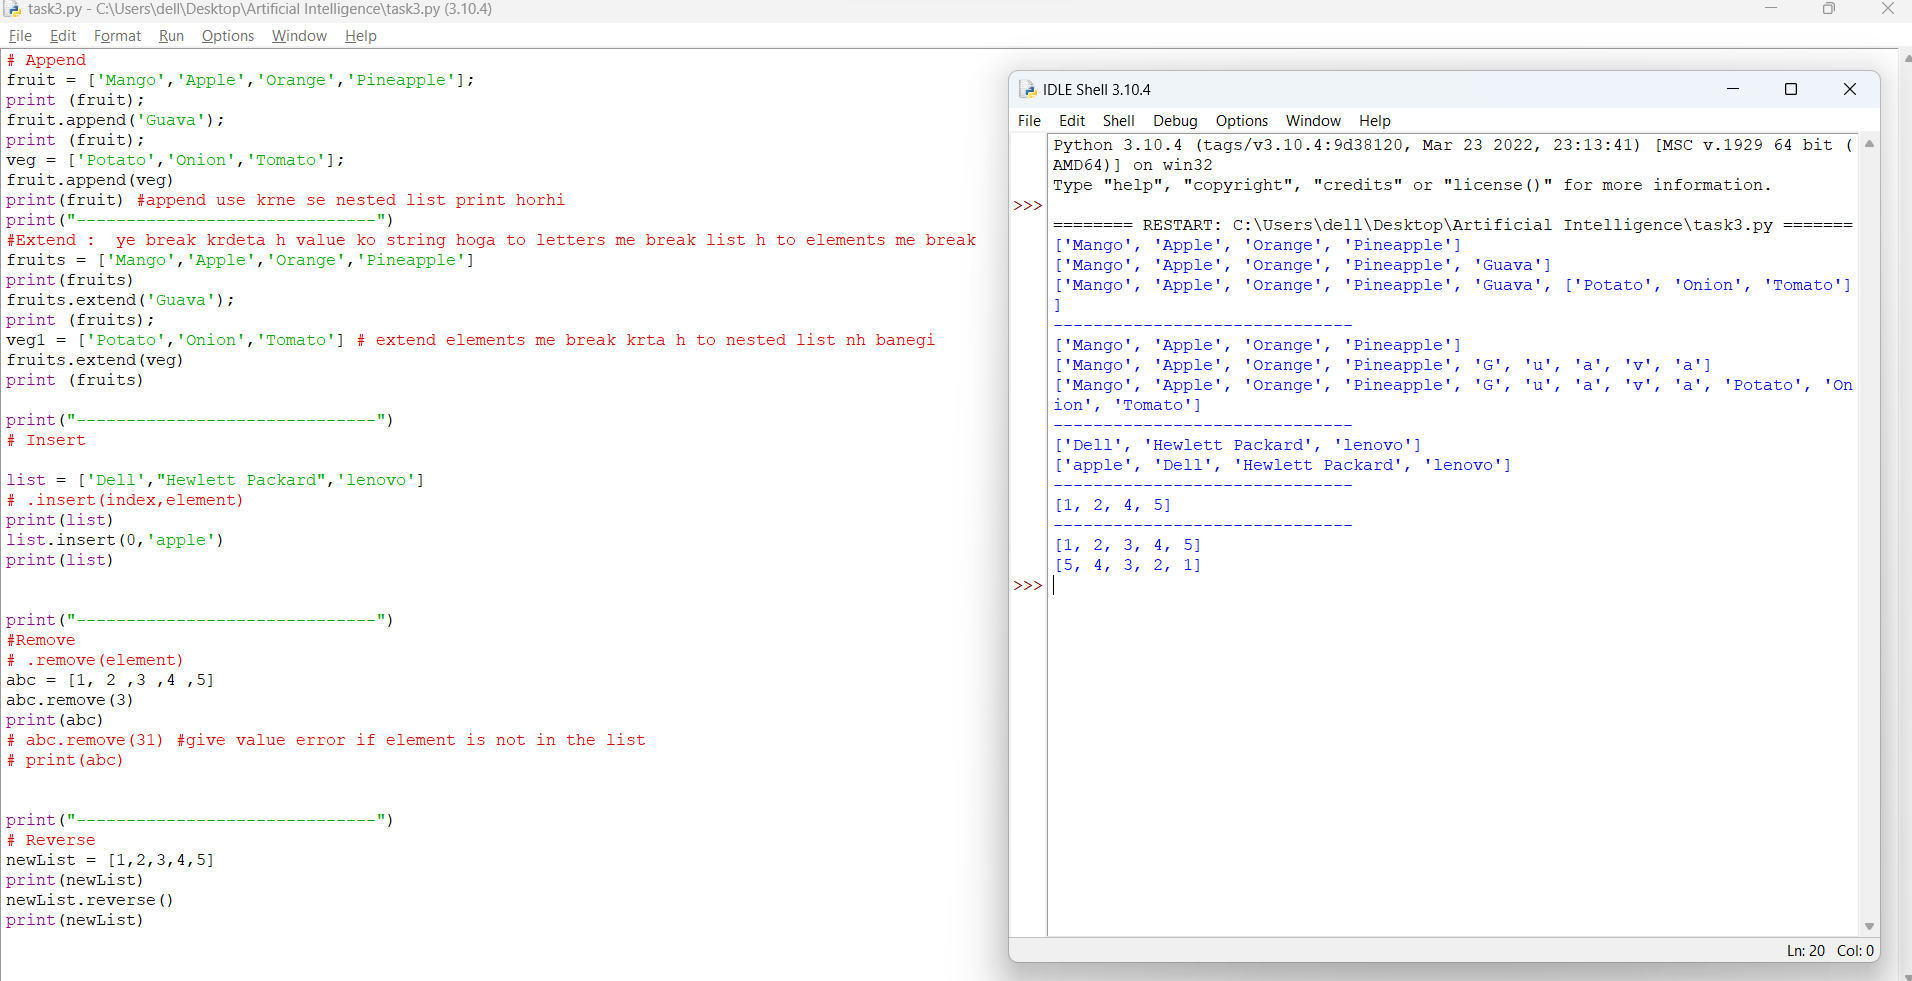 task3.py - C:\Users\dell\Desktop\Artificial Intelligence\task3.py (3.10.4)
File Edit Format Run Options Window Help
# Append
fruit = ['Mango','Apple','Orange','Pineapple'];
print (fruit);
fruit.append('Guava');
print (fruit);
veg = ['Potato','Onion','Tomato'];
fruit.append(veg)
print(fruit) #append use krne se nested list print horhi
print("------------------------------")
#Extend :  ye break krdeta h value ko string hoga to letters me break list h to elements me break
fruits = ['Mango','Apple','Orange','Pineapple']
print(fruits)
fruits.extend('Guava');
print (fruits);
veg1 = ['Potato','Onion','Tomato'] # extend elements me break krta h to nested list nh banegi
fruits.extend(veg)
print (fruits)
print("------------------------------")
# Insert
list = ['Dell',"Hewlett Packard",'lenovo']
# .insert(index,element)
print(list)
list.insert(0,'apple')
print(list)
print("------------------------------")
#Remove
# .remove(element)
abc = [1, 2 ,3 ,4 ,5]
abc.remove(3)
print(abc)
# abc.remove(31) #give value error if element is not in the list
# print(abc)
print("------------------------------")
# Reverse
newList = [1,2,3,4,5]
print(newList)
newList.reverse()
print(newList)
IDLE Shell 3.10.4
File Edit Shell Debug Options Window Help
Python 3.10.4 (tags/v3.10.4:9d38120, Mar 23 2022, 23:13:41) [MSC v.1929 64 bit (
AMD64)] on win32
Type "help", "copyright", "credits" or "license()" for more information.
>>>
======== RESTART: C:\Users\dell\Desktop\Artificial Intelligence\task3.py =======
['Mango', 'Apple', 'Orange', 'Pineapple']
['Mango', 'Apple', 'Orange', 'Pineapple', 'Guava']
['Mango', 'Apple', 'Orange', 'Pineapple', 'Guava', ['Potato', 'Onion', 'Tomato']
]
------------------------------
['Mango', 'Apple', 'Orange', 'Pineapple']
['Mango', 'Apple', 'Orange', 'Pineapple', 'G', 'u', 'a', 'v', 'a']
['Mango', 'Apple', 'Orange', 'Pineapple', 'G', 'u', 'a', 'v', 'a', 'Potato', 'On
ion', 'Tomato']
------------------------------
['Dell', 'Hewlett Packard', 'lenovo']
['apple', 'Dell', 'Hewlett Packard', 'lenovo']
------------------------------
[1, 2, 4, 5]
------------------------------
[1, 2, 3, 4, 5]
[5, 4, 3, 2, 1]
>>>
Ln: 20 Col: 0